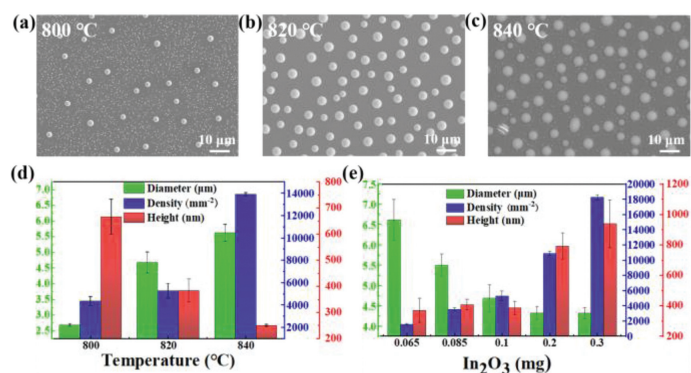 (a) 800 °C
10 μm
(b) 820 °C
10 μm
(c) 840 °C
10 μm
(d)
Diameter (μm)
Density (mm⁻²)
Height (nm)
7.0
6.5
6.0
5.5
5.0
4.5
4.0
3.5
3.0
2.5
14000
12000
10000
8000
6000
4000
2000
800
700
600
500
400
300
200
800 820 840
Temperature (°C)
(e)
Diameter (μm)
Density (mm⁻²)
Height (nm)
7.5
7.0
6.5
6.0
5.5
5.0
4.5
4.0
20000
18000
16000
14000
12000
10000
8000
6000
4000
2000
0
1200
1000
800
600
400
200
0.065 0.085 0.1 0.2 0.3
In₂O₃ (mg)